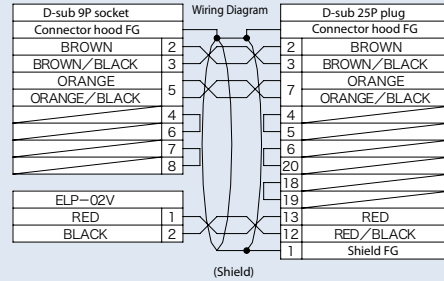 D-sub 9P socket
Connector hood FG
BROWN 2
BROWN/BLACK 3
ORANGE
5
ORANGE/BLACK
4
6
7
8
ELP−02V
RED 1
BLACK 2
Wiring Diagram
(Shield)
D-sub 25P plug
Connector hood FG
2 BROWN
3 BROWN/BLACK
ORANGE
7
ORANGE/BLACK
4
5
6
20
18
19
13 RED
12 RED/BLACK
1 Shield FG